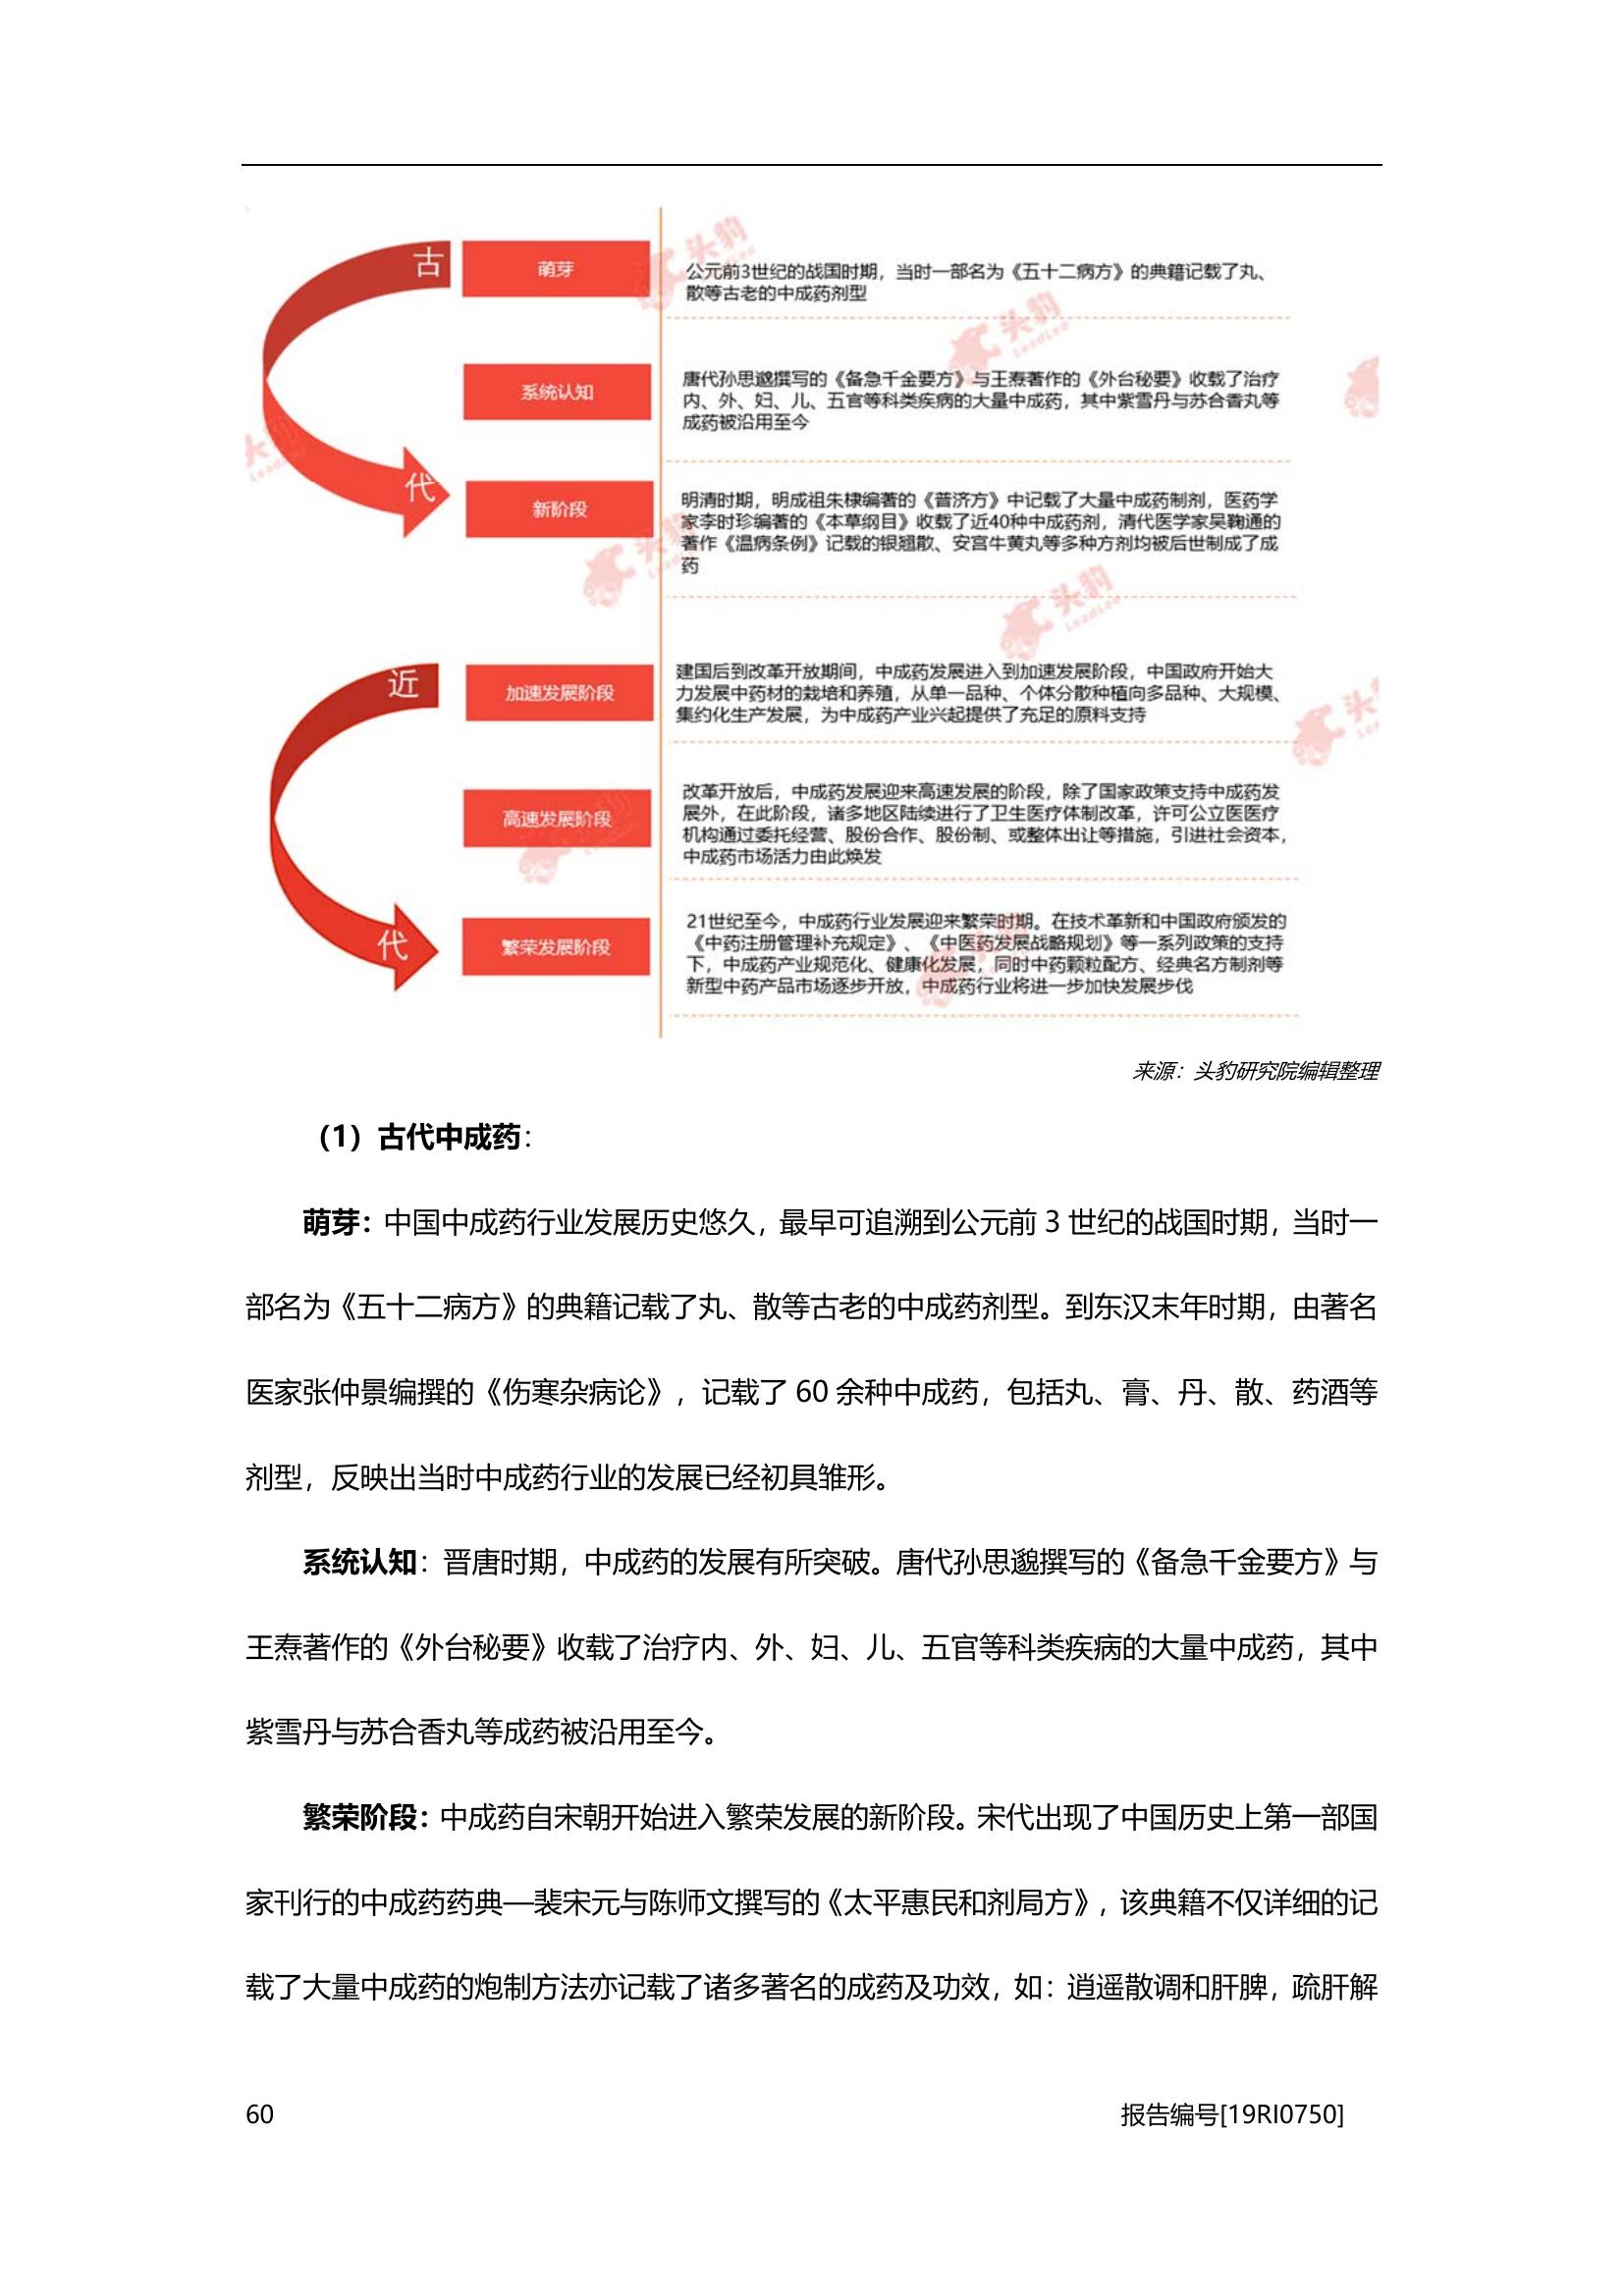 古
萌芽
公元前3世纪的战国时期，当时一部名为《五十二病方》的典籍记载了丸、
散等古老的中成药剂型
系统认知
唐代孙思邈撰写的《备急千金要方》与王焘著作的《外台秘要》收载了治疗
内、外、妇、儿、五官等科类疾病的大量中成药，其中紫雪丹与苏合香丸等
成药被沿用至今
代
新阶段
明清时期，明成祖朱棣编著的《普济方》中记载了大量中成药制剂，医药学
家李时珍编著的《本草纲目》收载了近40种中成药剂，清代医学家吴鞠通的
著作《温病条例》记载的银翘散、安宫牛黄丸等多种方剂均被后世制成了成
药
近
加速发展阶段
建国后到改革开放期间，中成药发展进入到加速发展阶段，中国政府开始大
力发展中药材的栽培和养殖，从单一品种、个体分散种植向多品种、大规模、
集约化生产发展，为中成药产业兴起提供了充足的原料支持
高速发展阶段
改革开放后，中成药发展迎来高速发展的阶段，除了国家政策支持中成药发
展外，在此阶段，诸多地区陆续进行了卫生医疗体制改革，许可公立医医疗
机构通过委托经营、股份合作、股份制、或整体出让等措施，引进社会资本，
中成药市场活力由此焕发
代
繁荣发展阶段
21世纪至今，中成药行业发展迎来繁荣时期。在技术革新和中国政府颁发的
《中药注册管理补充规定》、《中医药发展战略规划》等一系列政策的支持
下，中成药产业规范化、健康化发展，同时中药颗粒配方、经典名方制剂等
新型中药产品市场逐步开放，中成药行业将进一步加快发展步伐
头豹
LeadLeo
来源：头豹研究院编辑整理
（1）古代中成药：
萌芽：中国中成药行业发展历史悠久，最早可追溯到公元前 3 世纪的战国时期，当时一
部名为《五十二病方》的典籍记载了丸、散等古老的中成药剂型。到东汉末年时期，由著名
医家张仲景编撰的《伤寒杂病论》，记载了 60 余种中成药，包括丸、膏、丹、散、药酒等
剂型，反映出当时中成药行业的发展已经初具雏形。
系统认知：晋唐时期，中成药的发展有所突破。唐代孙思邈撰写的《备急千金要方》与
王焘著作的《外台秘要》收载了治疗内、外、妇、儿、五官等科类疾病的大量中成药，其中
紫雪丹与苏合香丸等成药被沿用至今。
繁荣阶段：中成药自宋朝开始进入繁荣发展的新阶段。宋代出现了中国历史上第一部国
家刊行的中成药药典—裴宋元与陈师文撰写的《太平惠民和剂局方》，该典籍不仅详细的记
载了大量中成药的炮制方法亦记载了诸多著名的成药及功效，如：逍遥散调和肝脾，疏肝解
60
报告编号[19RI0750]